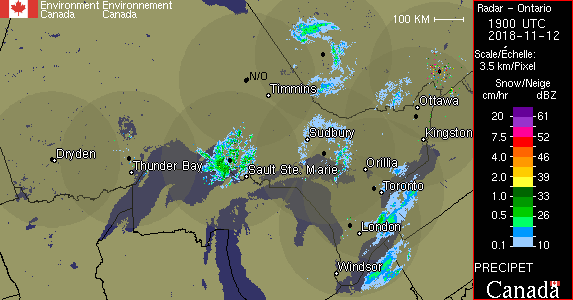 Environment Environnement
Canada Canada
100 KM
N/O
Timmins
Ottawa
Sudbury
Kingston
Dryden
Thunder Bay
Sault Ste. Marie
Orillia
Toronto
London
Windsor
Radar - Ontario
1900 UTC
2018-11-12
Scale/Échelle:
3.5 km/Pixel
Snow/Neige
cm/hr dBZ
20 61
7.5 52
4.0 46
2.0 39
1.0 33
0.5 26
0.1 10
PRECIPET
Canada